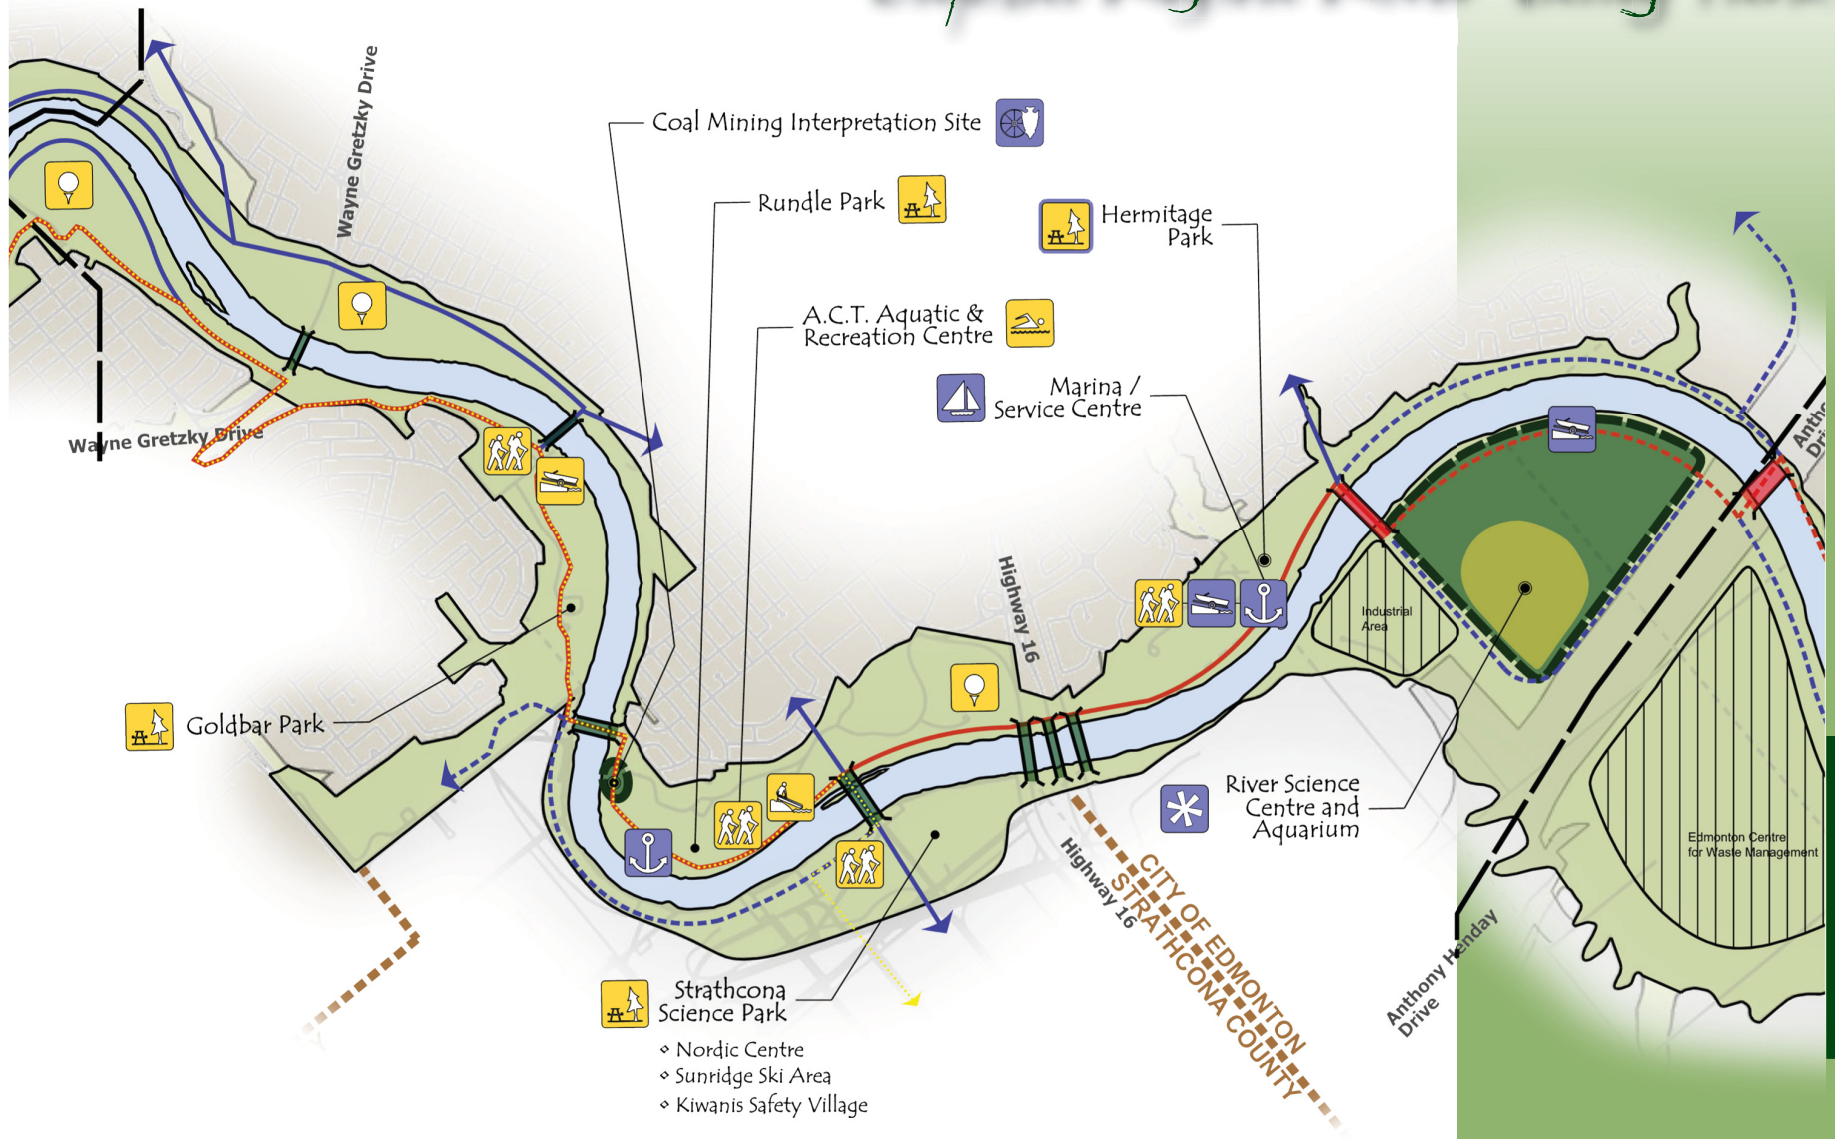 Wayne Gretzky Drive
Coal Mining Interpretation Site
Rundle Park
Hermitage
Park
A.C.T. Aquatic &
Recreation Centre
Marina /
Service Centre
Wayne Gretzky Drive
Highway 16
Industrial
Area
Goldbar Park
River Science
Centre and
Aquarium
Edmonton Centre
for Waste Management
Highway 16
CITY OF EDMONTON
STRATHCONA COUNTY
Anthony Henday
Drive
Strathcona
Science Park
⋄ Nordic Centre
⋄ Sunridge Ski Area
⋄ Kiwanis Safety Village